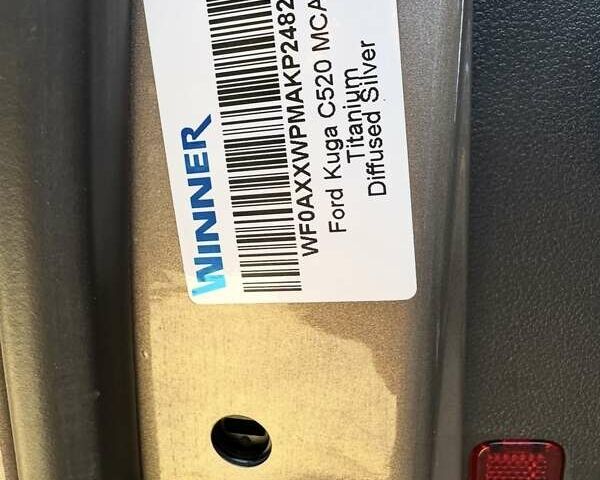 WINNER
WF0AXXWPMAKP2482
Ford Kuga C520 MCA
Titanium
Diffused Silver